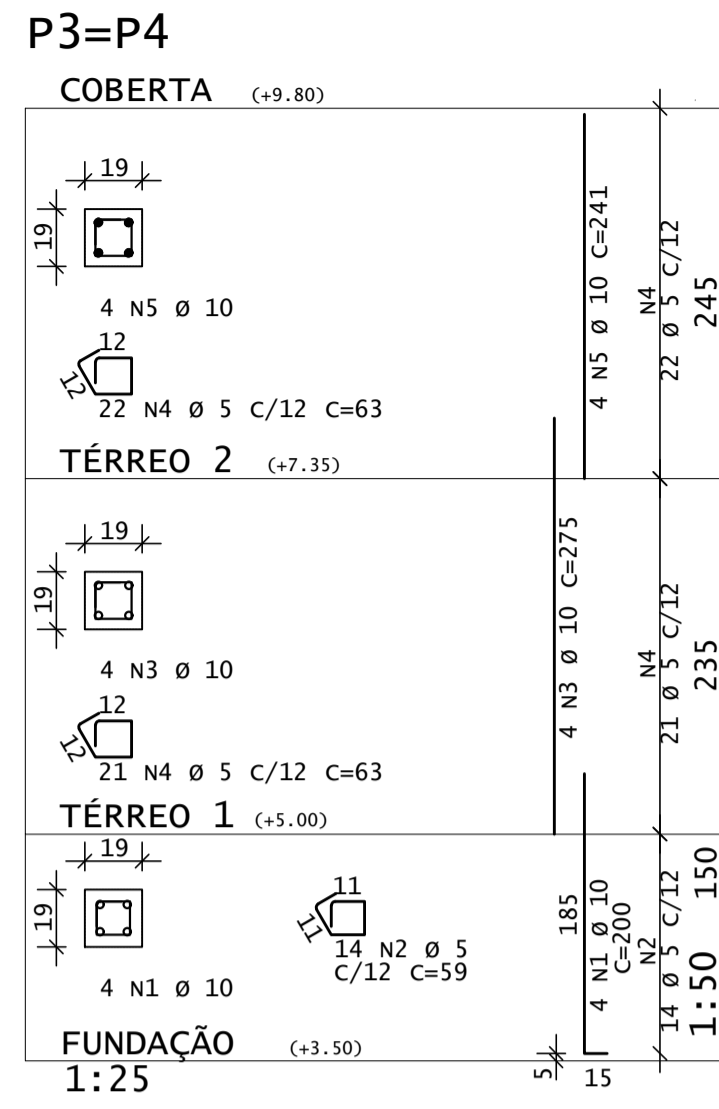 P3=P4
COBERTA (+9.80)
19
19
4 N5 Ø 10
12
12
22 N4 Ø 5 C/12 C=63
4 N5 Ø 10 C=241
N4
22 Ø 5 C/12
245
TÉRREO 2 (+7.35)
19
19
4 N3 Ø 10
12
12
21 N4 Ø 5 C/12 C=63
4 N3 Ø 10 C=275
N4
21 Ø 5 C/12
235
TÉRREO 1 (+5.00)
19
19
4 N1 Ø 10
11
11
14 N2 Ø 5
C/12 C=59
185
4 N1 Ø 10
C=200
N2
14 Ø 5 C/12
150
FUNDAÇÃO (+3.50)
1:25
5
15
1:50